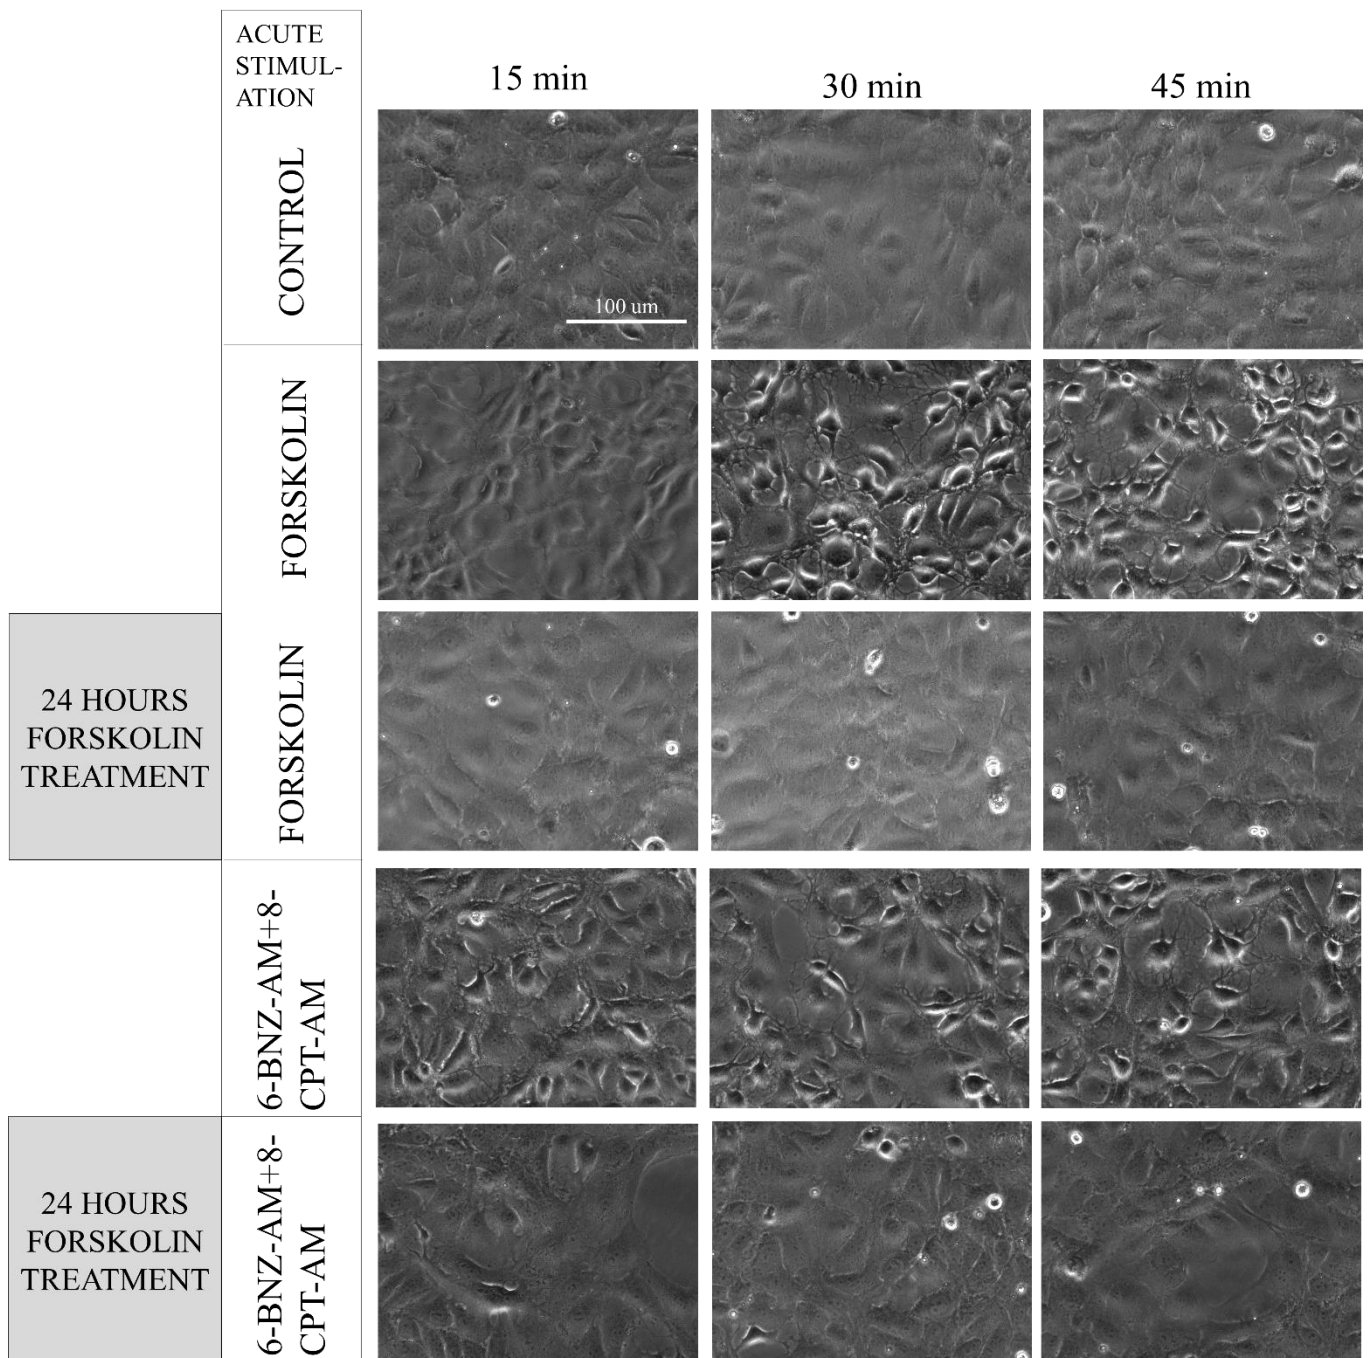 ACUTE
STIMUL-
ATION
15 min
30 min
45 min
CONTROL
100 um
FORSKOLIN
24 HOURS
FORSKOLIN
TREATMENT
FORSKOLIN
6-BNZ-AM+8-
CPT-AM
24 HOURS
FORSKOLIN
TREATMENT
6-BNZ-AM+8-
CPT-AM